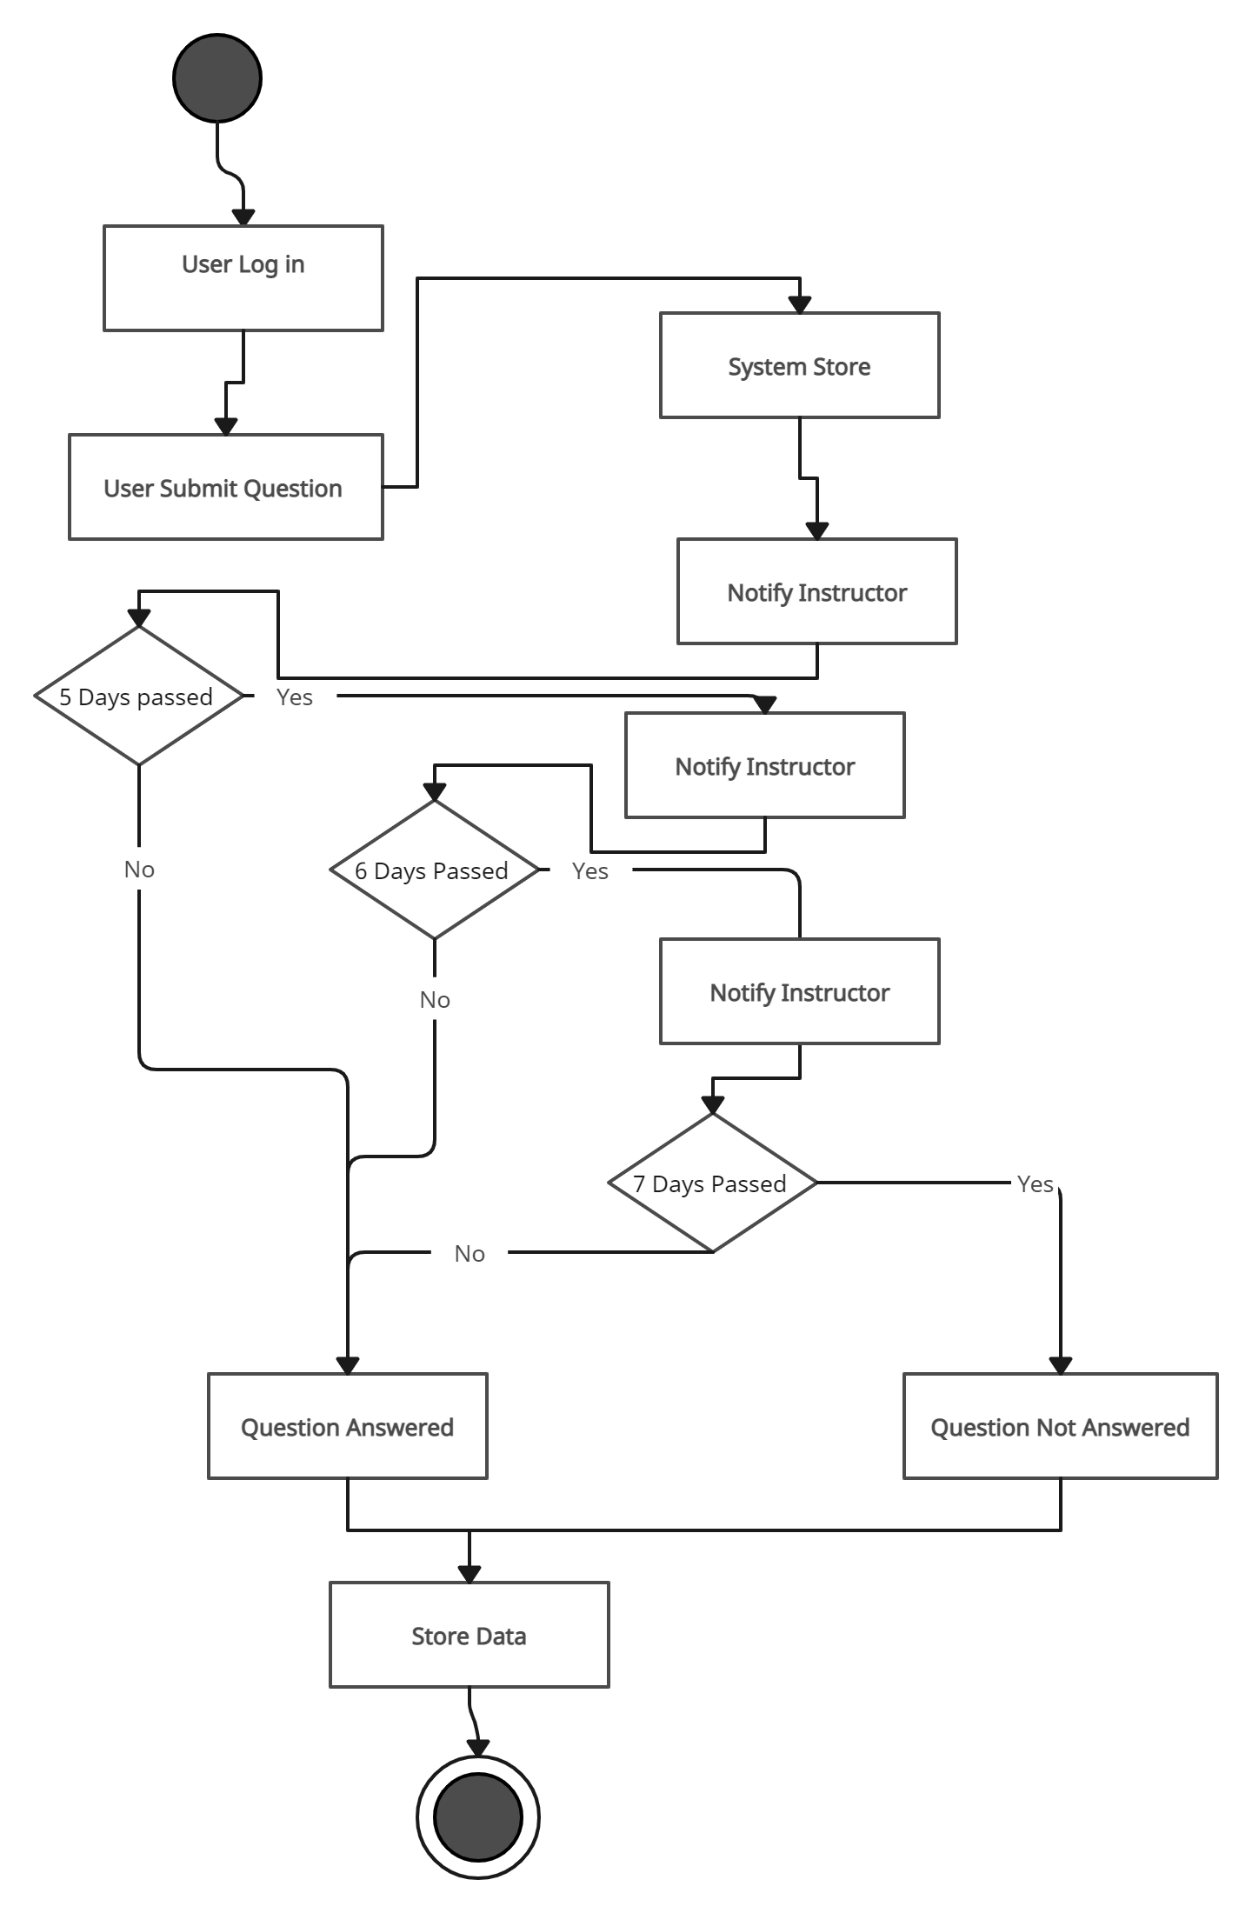 User Log in
System Store
User Submit Question
Notify Instructor
5 Days passed
Yes
Notify Instructor
No
6 Days Passed
Yes
No
Notify Instructor
7 Days Passed
Yes
No
Question Answered
Question Not Answered
Store Data